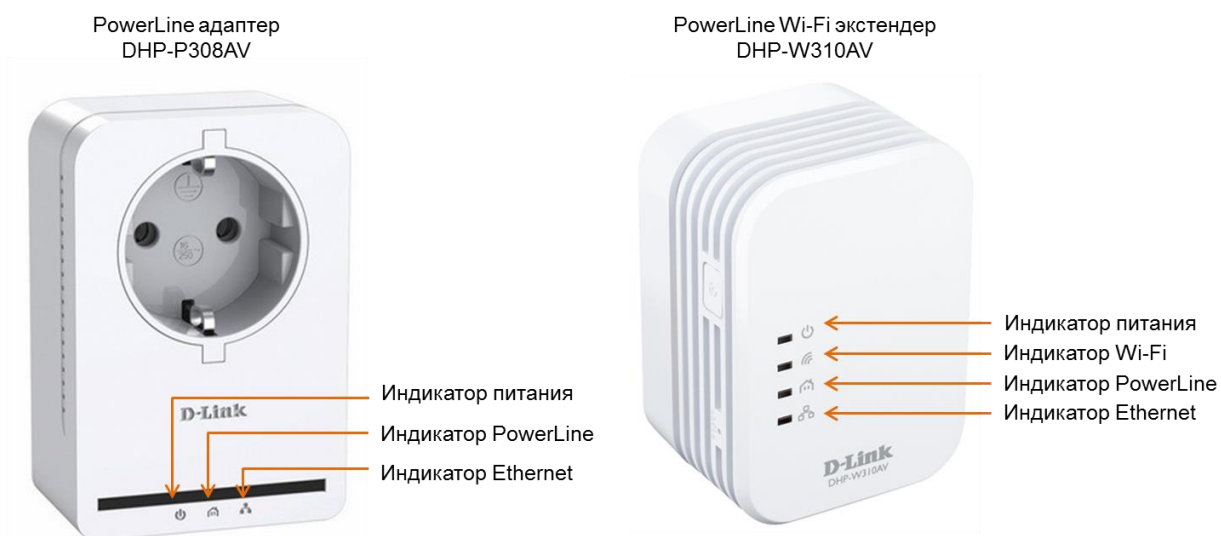 PowerLine адаптер
DHP-P308AV
PowerLine Wi-Fi экстендер
DHP-W310AV
D-Link
Индикатор питания
Индикатор PowerLine
Индикатор Ethernet
Индикатор питания
Индикатор Wi-Fi
Индикатор PowerLine
Индикатор Ethernet
D-Link
DHP-W310AV